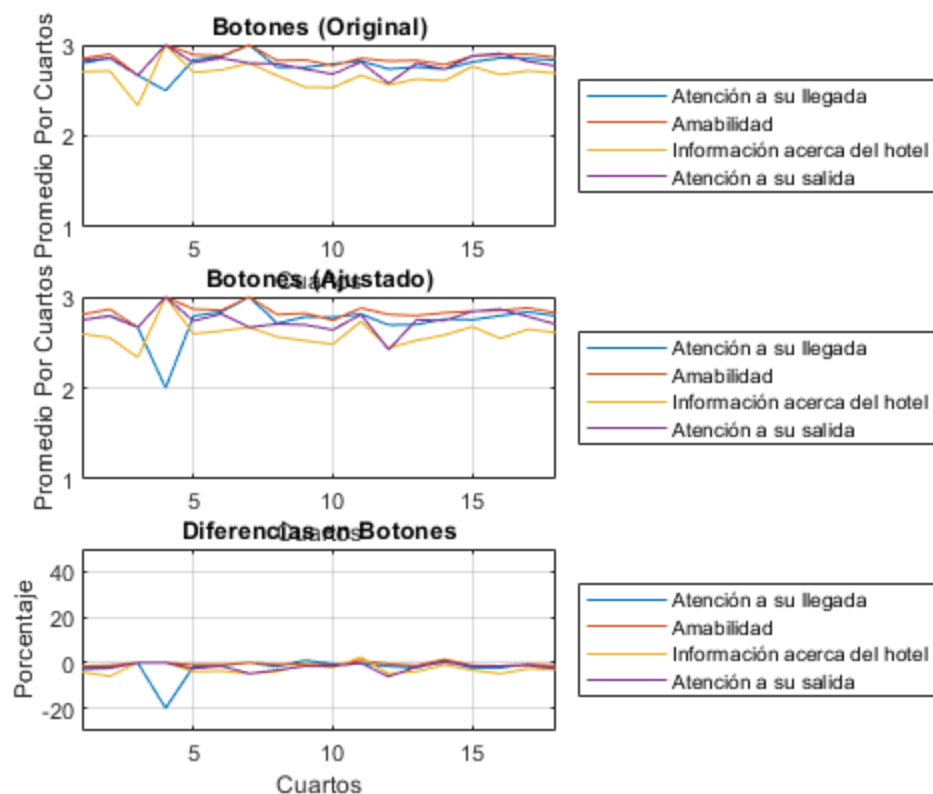 Botones (Original)
Promedio Por Cuartos
3
2
1
5
10
15
Cuartos
Atención a su llegada
Amabilidad
Información acerca del hotel
Atención a su salida
Botones (Ajustado)
Promedio Por Cuartos
3
2
1
5
10
15
Cuartos
Atención a su llegada
Amabilidad
Información acerca del hotel
Atención a su salida
Diferencias en Botones
Porcentaje
40
20
0
-20
5
10
15
Cuartos
Atención a su llegada
Amabilidad
Información acerca del hotel
Atención a su salida